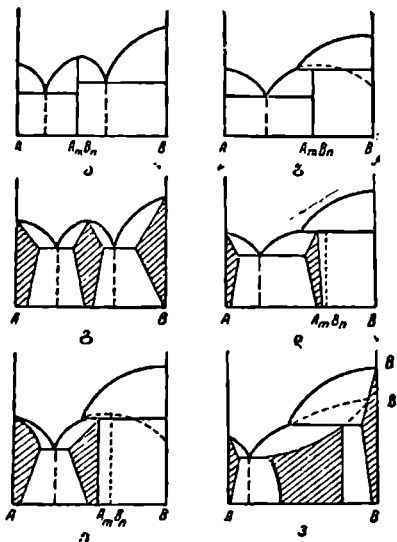 A AₘBₙ B A AₘBₙ B
г
A B A AₘBₙ B
д е
B
B
A AₘBₙ B A B
з